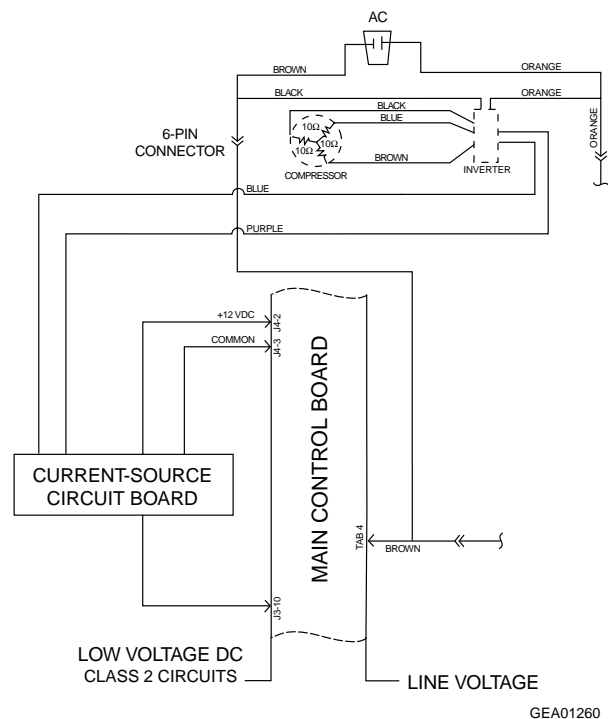 AC
BROWN
ORANGE
BLACK
ORANGE
BLACK
BLUE
10Ω
10Ω
10Ω
6-PIN
CONNECTOR
ORANGE
BROWN
COMPRESSOR
INVERTER
BLUE
PURPLE
+12 VDC
J4-2
COMMON
J4-3
MAIN CONTROL BOARD
CURRENT-SOURCE
CIRCUIT BOARD
TAB 4
BROWN
J3-10
LOW VOLTAGE DC
CLASS 2 CIRCUITS
LINE VOLTAGE
GEA01260